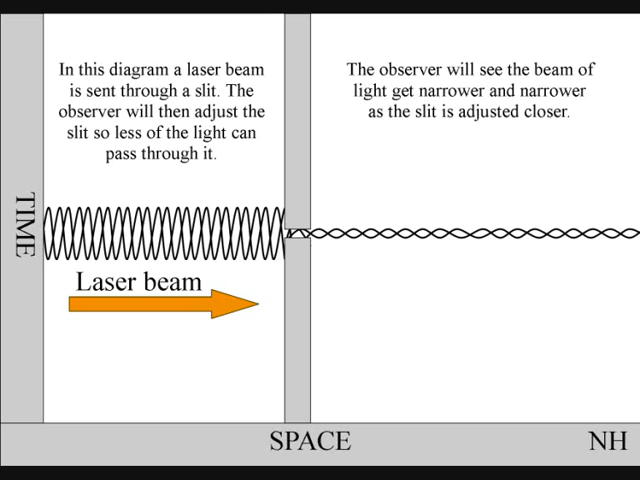 In this diagram a laser beam
is sent through a slit. The
observer will then adjust the
slit so less of the light can
pass through it.
The observer will see the beam of
light get narrower and narrower
as the slit is adjusted closer.
TIME
Laser beam
SPACE
NH